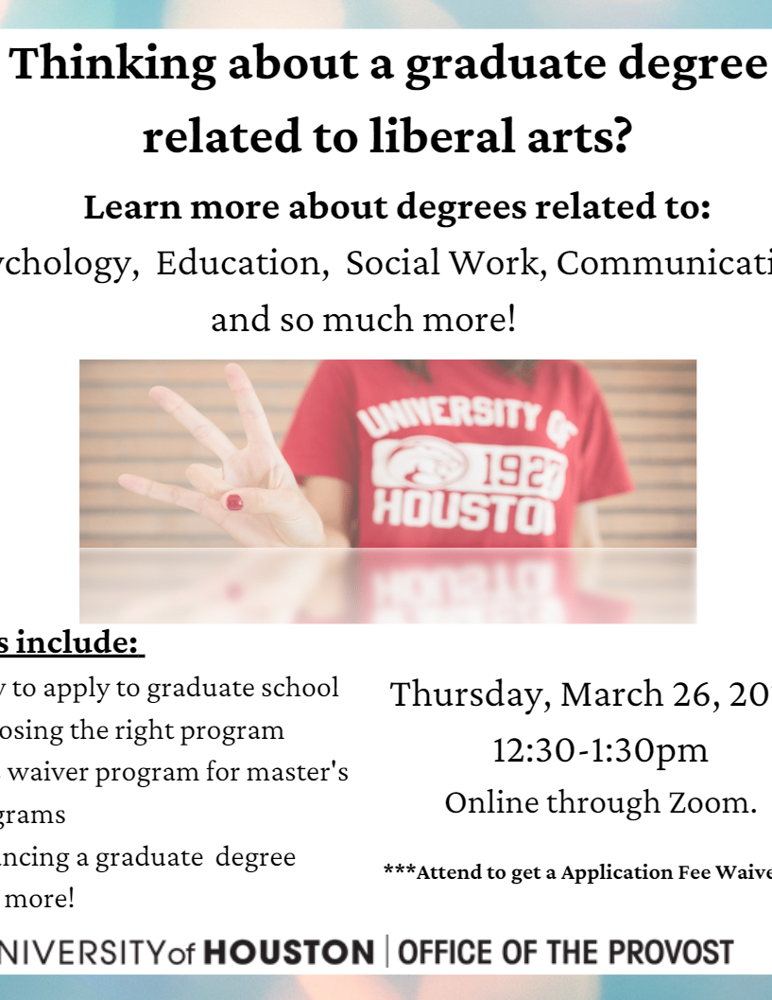 Thinking about a graduate degree
related to liberal arts?
Learn more about degrees related to:
ychology, Education, Social Work, Communicati
and so much more!
UNIVERSITY OF
1927
HOUSTON
s include:
to apply to graduate school
osing the right program
waiver program for master's
grams
ncing a graduate degree
more!
Thursday, March 26, 20
12:30-1:30pm
Online through Zoom.
***Attend to get a Application Fee Waive
NIVERSITY of HOUSTON | OFFICE OF THE PROVOST